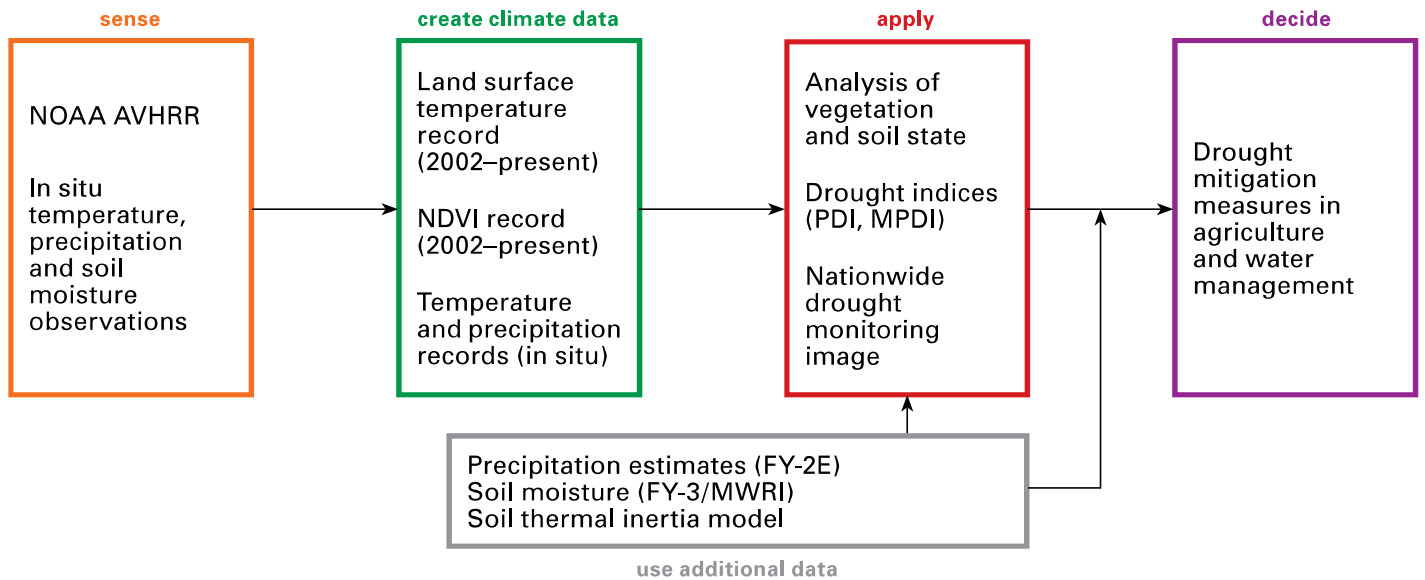 sense
NOAA AVHRR
In situ
temperature,
precipitation
and soil
moisture
observations
create climate data
Land surface
temperature
record
(2002–present)
NDVI record
(2002–present)
Temperature
and precipitation
records (in situ)
apply
Analysis of
vegetation
and soil state
Drought indices
(PDI, MPDI)
Nationwide
drought
monitoring
image
decide
Drought
mitigation
measures in
agriculture
and water
management
Precipitation estimates (FY-2E)
Soil moisture (FY-3/MWRI)
Soil thermal inertia model
use additional data